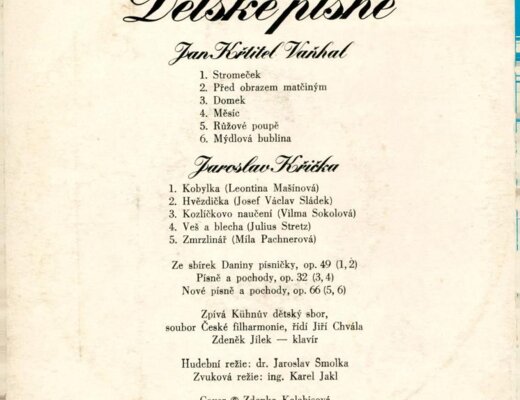 Dětské písně
Jan Křtitel Vaňhal
1. Stromeček
2. Před obrazem matčiným
3. Domek
4. Měsíc
5. Růžové poupě
6. Mýdlová bublina
Jaroslav Křička
1. Kobylka (Leontina Mašínová)
2. Hvězdička (Josef Václav Sládek)
3. Kozlíčkovo naučení (Vilma Sokolová)
4. Veš a blecha (Julius Stretz)
5. Zmrzlinář (Míla Pachnerová)
Ze sbírek Daniny písničky, op. 49 (1, 2)
Písně a pochody, op. 32 (3, 4)
Nové písně a pochody, op. 66 (5, 6)
Zpívá Kühnův dětský sbor,
soubor České filharmonie, řídí Jiří Chvála
Zdeněk Jílek — klavír
Hudební režie: dr. Jaroslav Smolka
Zvuková režie: ing. Karel Jakl
Cover